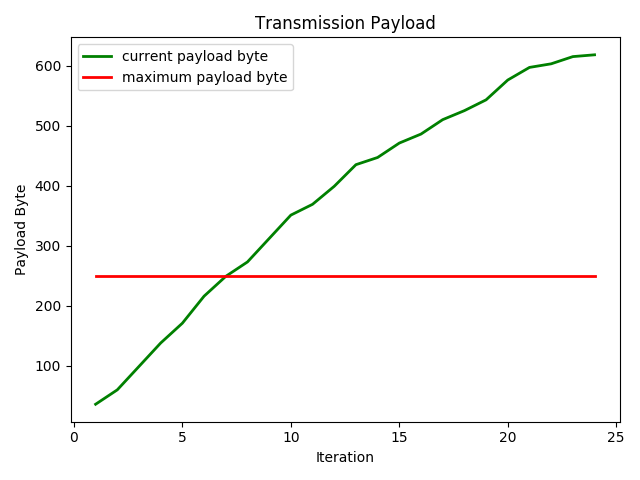 Transmission Payload
current payload byte
maximum payload byte
Payload Byte
600
500
400
300
200
100
0 5 10 15 20 25
Iteration